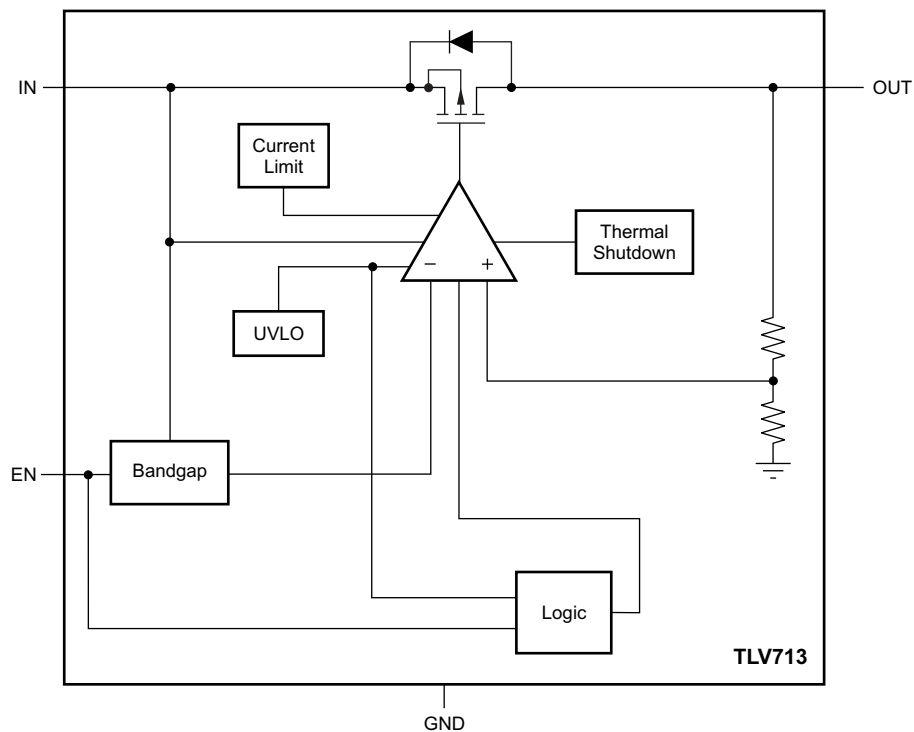 IN
OUT
Current
Limit
Thermal
Shutdown
−
+
UVLO
EN
Bandgap
Logic
TLV713
GND